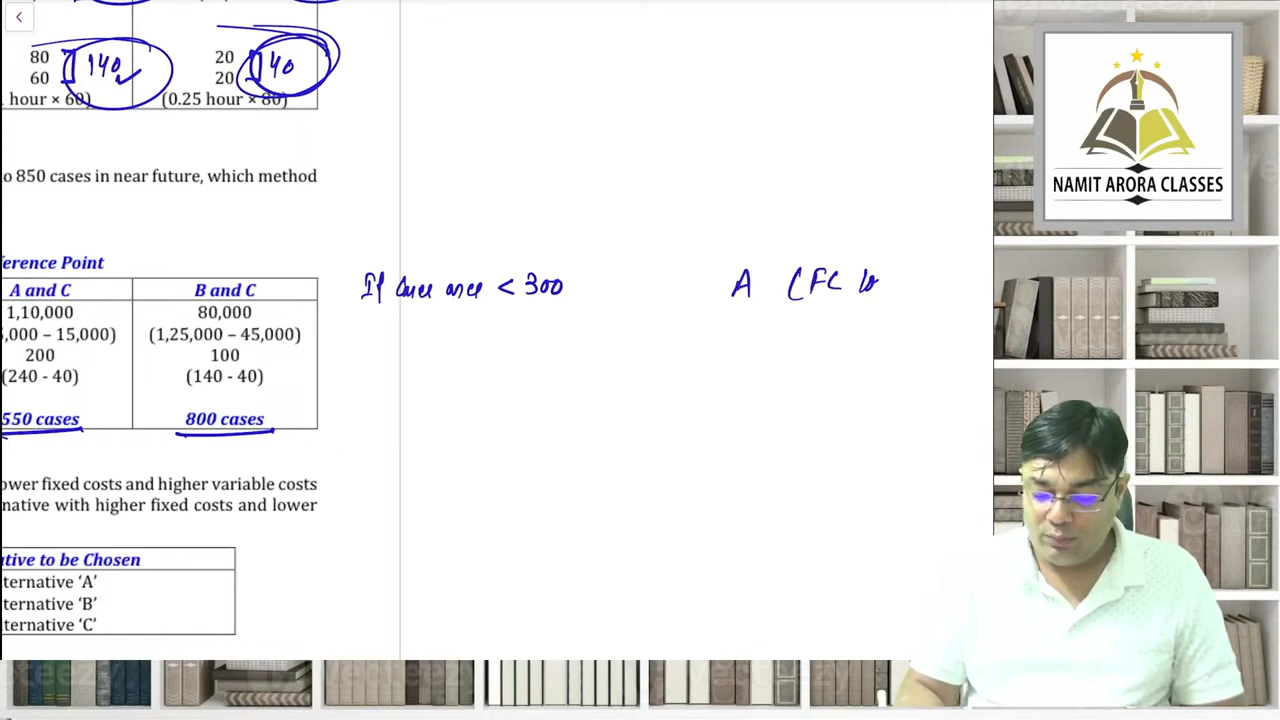 80
60
140
hour × 60)
20
20
40
(0.25 hour × 80)
o 850 cases in near future, which method
erence Point
A and C
B and C
1,10,000
80,000
,000 – 15,000)
(1,25,000 – 45,000)
200
100
(240 - 40)
(140 - 40)
550 cases
800 cases
If cases are < 300
A (FC lo
ower fixed costs and higher variable costs
native with higher fixed costs and lower
tive to be Chosen
ternative ‘A’
ternative ‘B’
ternative ‘C’
NAMIT ARORA CLASSES